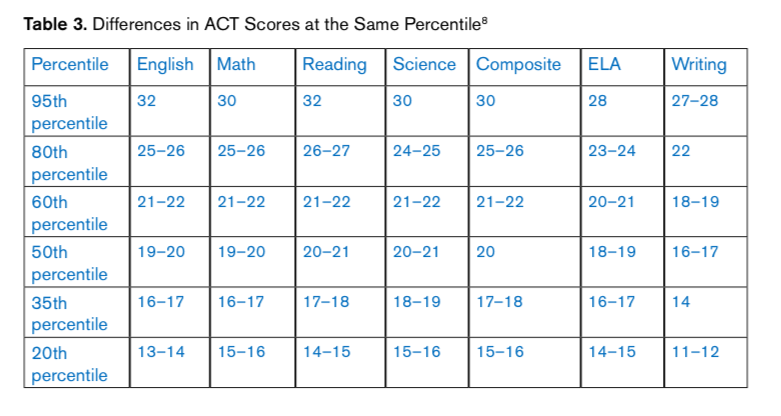 Table 3. Differences in ACT Scores at the Same Percentile⁸
Percentile English Math Reading Science Composite ELA Writing
95th percentile 32 30 32 30 30 28 27–28
80th percentile 25–26 25–26 26–27 24–25 25–26 23–24 22
60th percentile 21–22 21–22 21–22 21–22 21–22 20–21 18–19
50th percentile 19–20 19–20 20–21 20–21 20 18–19 16–17
35th percentile 16–17 16–17 17–18 18–19 17–18 16–17 14
20th percentile 13–14 15–16 14–15 15–16 15–16 14–15 11–12